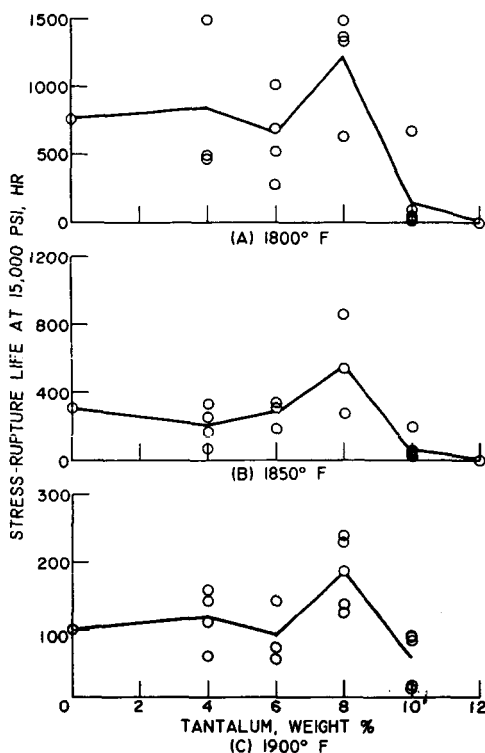 STRESS-RUPTURE LIFE AT 15,000 PSI, HR
1500
1000
500
0
(A) 1800° F
1200
800
400
0
(B) 1850° F
300
200
100
0
0 2 4 6 8 10 12
TANTALUM, WEIGHT %
(C) 1900° F